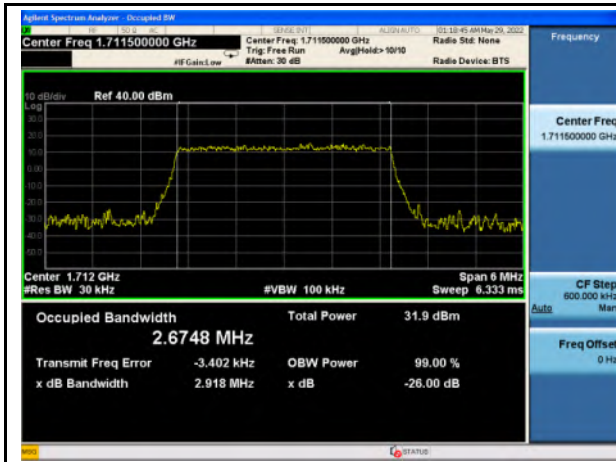 Agilent Spectrum Analyzer - Occupied BW
RF 50 Ω AC SENSE:INT ALIGN AUTO 01:18:45 AM May 29, 2022
Center Freq 1.711500000 GHz
Center Freq: 1.711500000 GHz
Radio Std: None
Trig: Free Run Avg|Hold:> 10/10
#IFGain:Low #Atten: 30 dB Radio Device: BTS
Frequency
10 dB/div Ref 40.00 dBm
Log
30.0
20.0
10.0
0.00
-10.0
-20.0
-30.0
-40.0
-50.0
Center 1.712 GHz Span 6 MHz
#Res BW 30 kHz #VBW 100 kHz Sweep 6.333 ms
Occupied Bandwidth Total Power 31.9 dBm
2.6748 MHz
Transmit Freq Error -3.402 kHz OBW Power 99.00 %
x dB Bandwidth 2.918 MHz x dB -26.00 dB
Center Freq
1.711500000 GHz
CF Step
600.000 kHz
Auto Man
Freq Offset
0 Hz
MSG STATUS